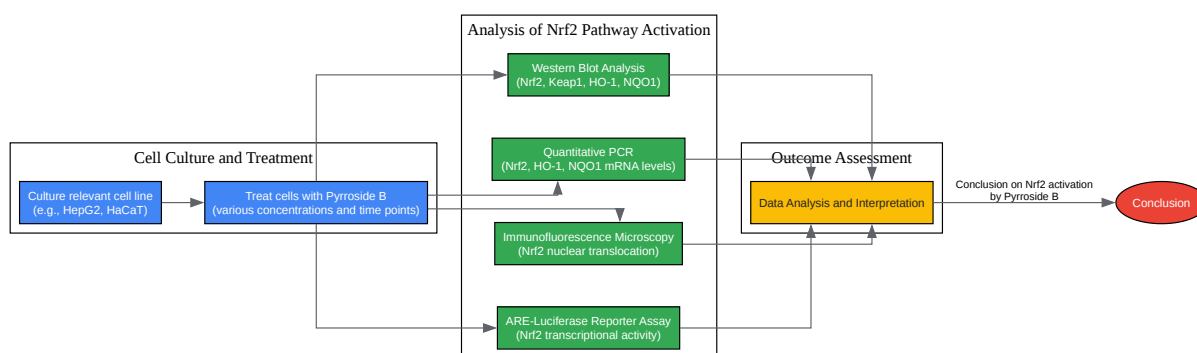 Analysis of Nrf2 Pathway Activation
Western Blot Analysis
(Nrf2, Keap1, HO-1, NQO1)
Cell Culture and Treatment
Culture relevant cell line
(e.g., HepG2, HaCaT)
Treat cells with Pyrroside B
(various concentrations and time points)
Quantitative PCR
(Nrf2, HO-1, NQO1 mRNA levels)
Immunofluorescence Microscopy
(Nrf2 nuclear translocation)
ARE-Luciferase Reporter Assay
(Nrf2 transcriptional activity)
Outcome Assessment
Data Analysis and Interpretation
Conclusion on Nrf2 activation
by Pyrroside B
Conclusion